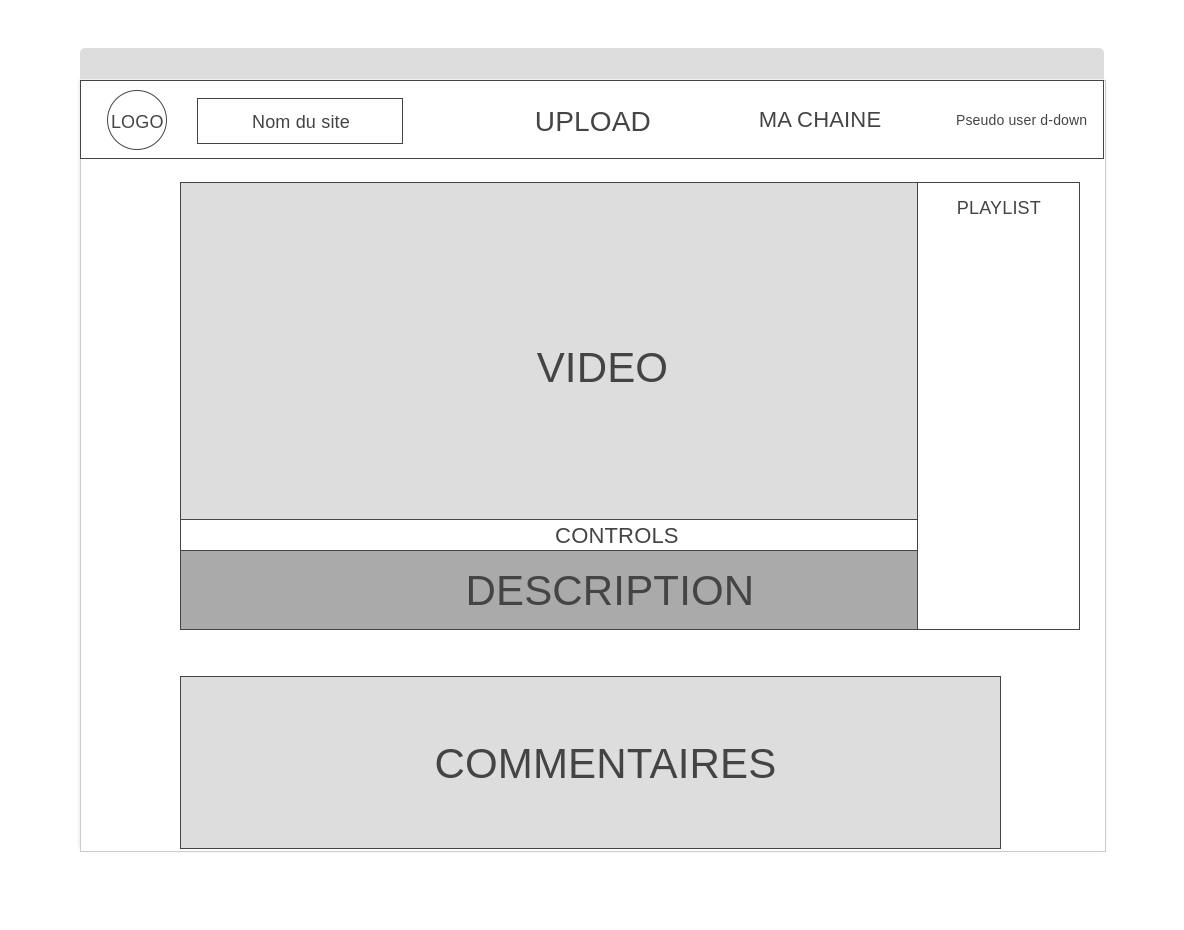 LOGO
Nom du site
UPLOAD
MA CHAINE
Pseudo user d-down
PLAYLIST
VIDEO
CONTROLS
DESCRIPTION
COMMENTAIRES